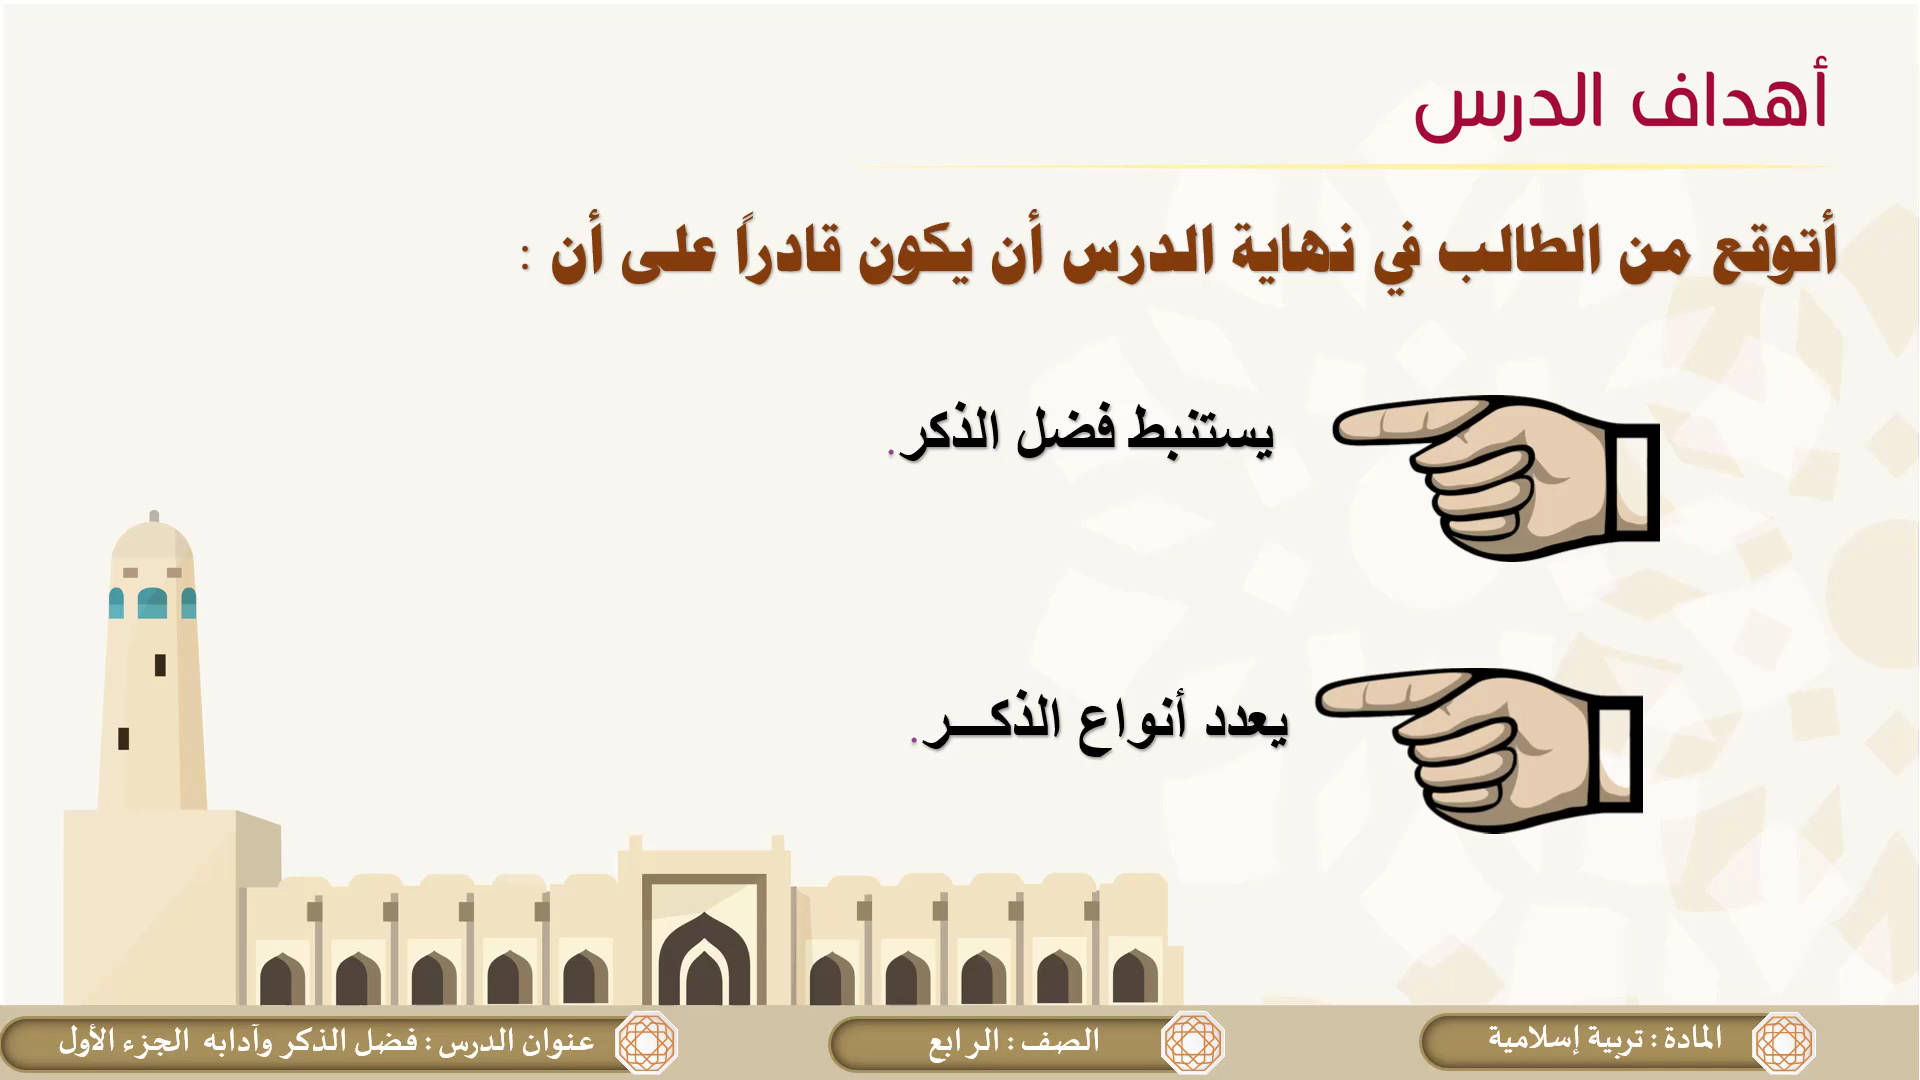 أهداف الدرس
أتوقع من الطالب في نهاية الدرس أن يكون قادراً على أن :
يستنبط فضل الذكر.
يعدد أنواع الذكـــر.
المادة : تربية إسلامية
الصف : الرابع
عنوان الدرس : فضل الذكر وآدابه الجزء الأول